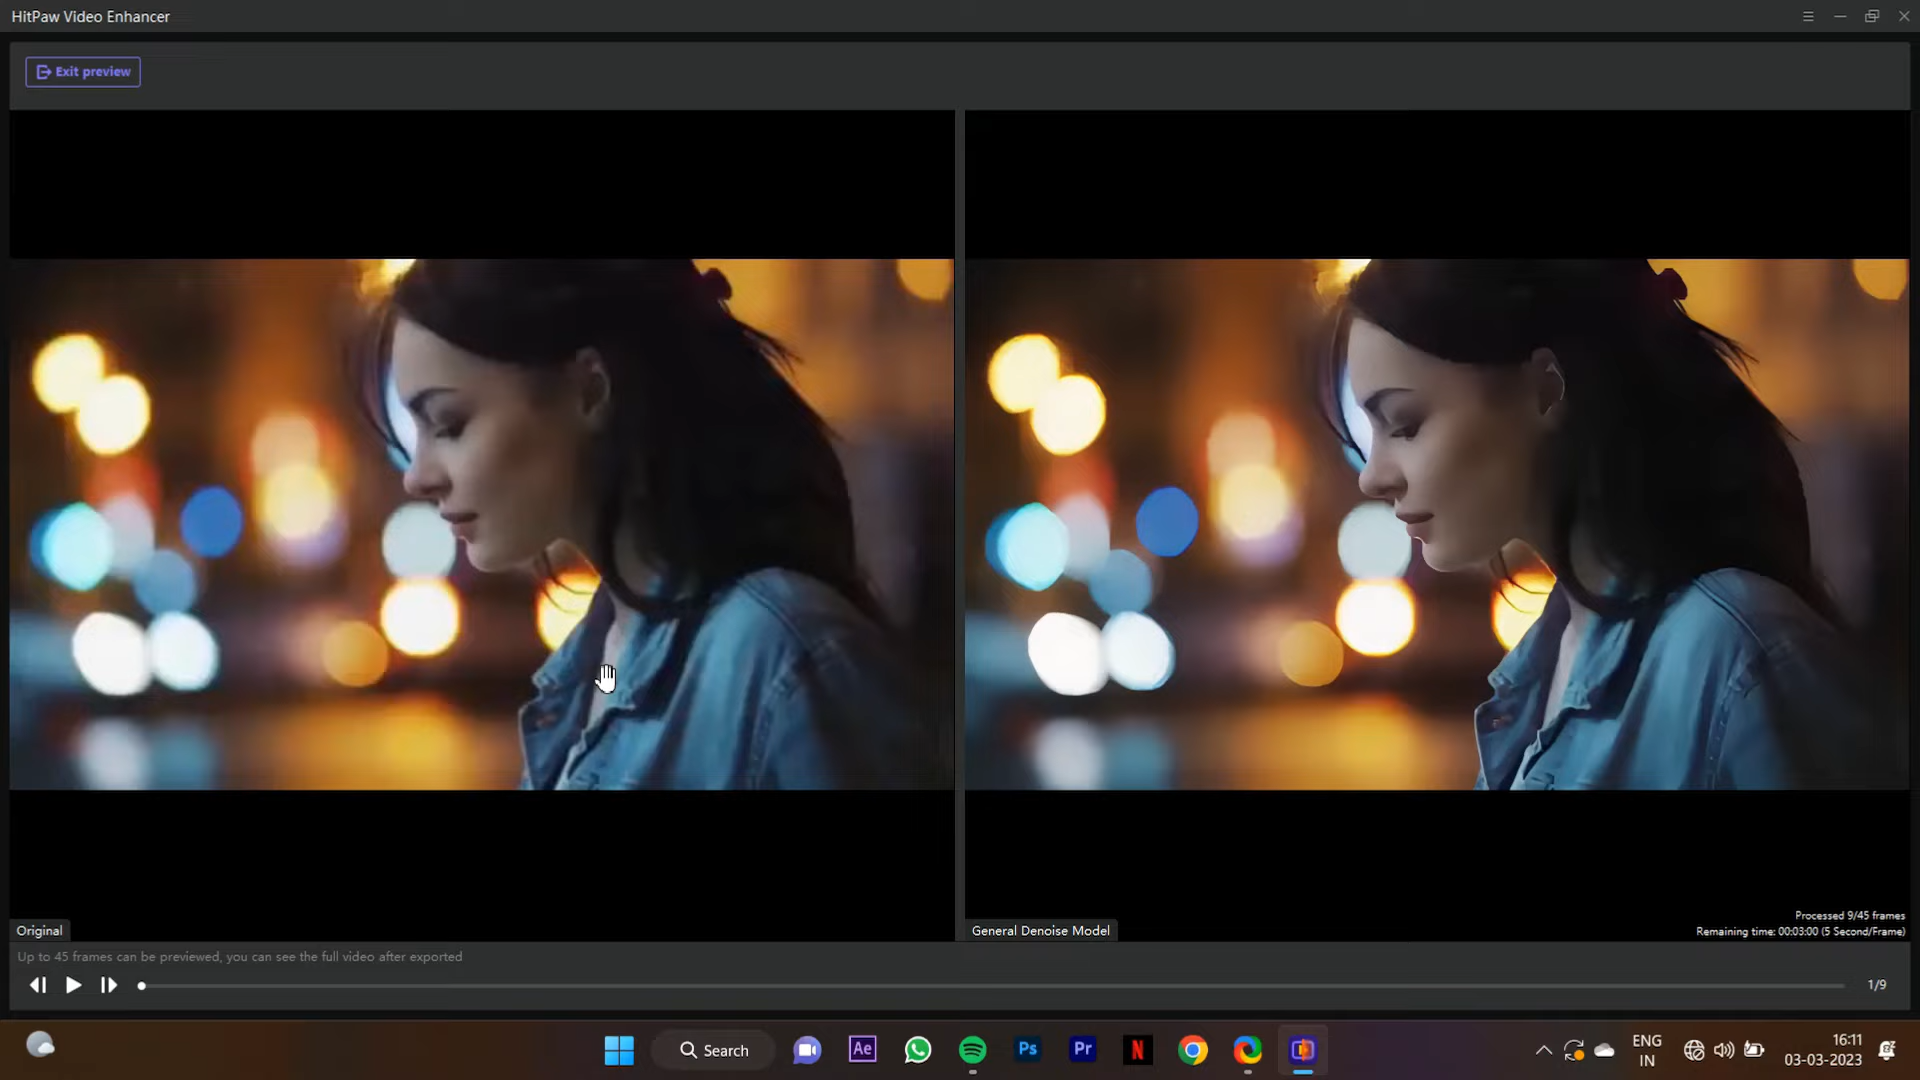 HitPaw Video Enhancer
Exit preview
Original
General Denoise Model
Processed 9/45 frames
Remaining time: 00:03:00 (5 Second/Frame)
Up to 45 frames can be previewed, you can see the full video after exported
1/9
Search
Ae
Ps
Pr
N
ENG
IN
16:11
03-03-2023